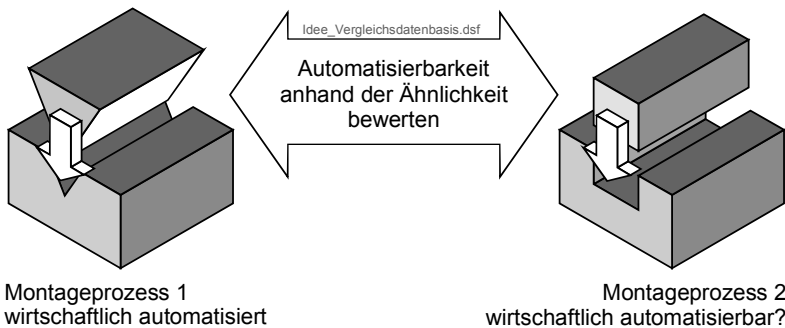 Idee_Vergleichsdatenbasis.dsf
Automatisierbarkeit
anhand der Ähnlichkeit
bewerten
Montageprozess 1
wirtschaftlich automatisiert
Montageprozess 2
wirtschaftlich automatisierbar?